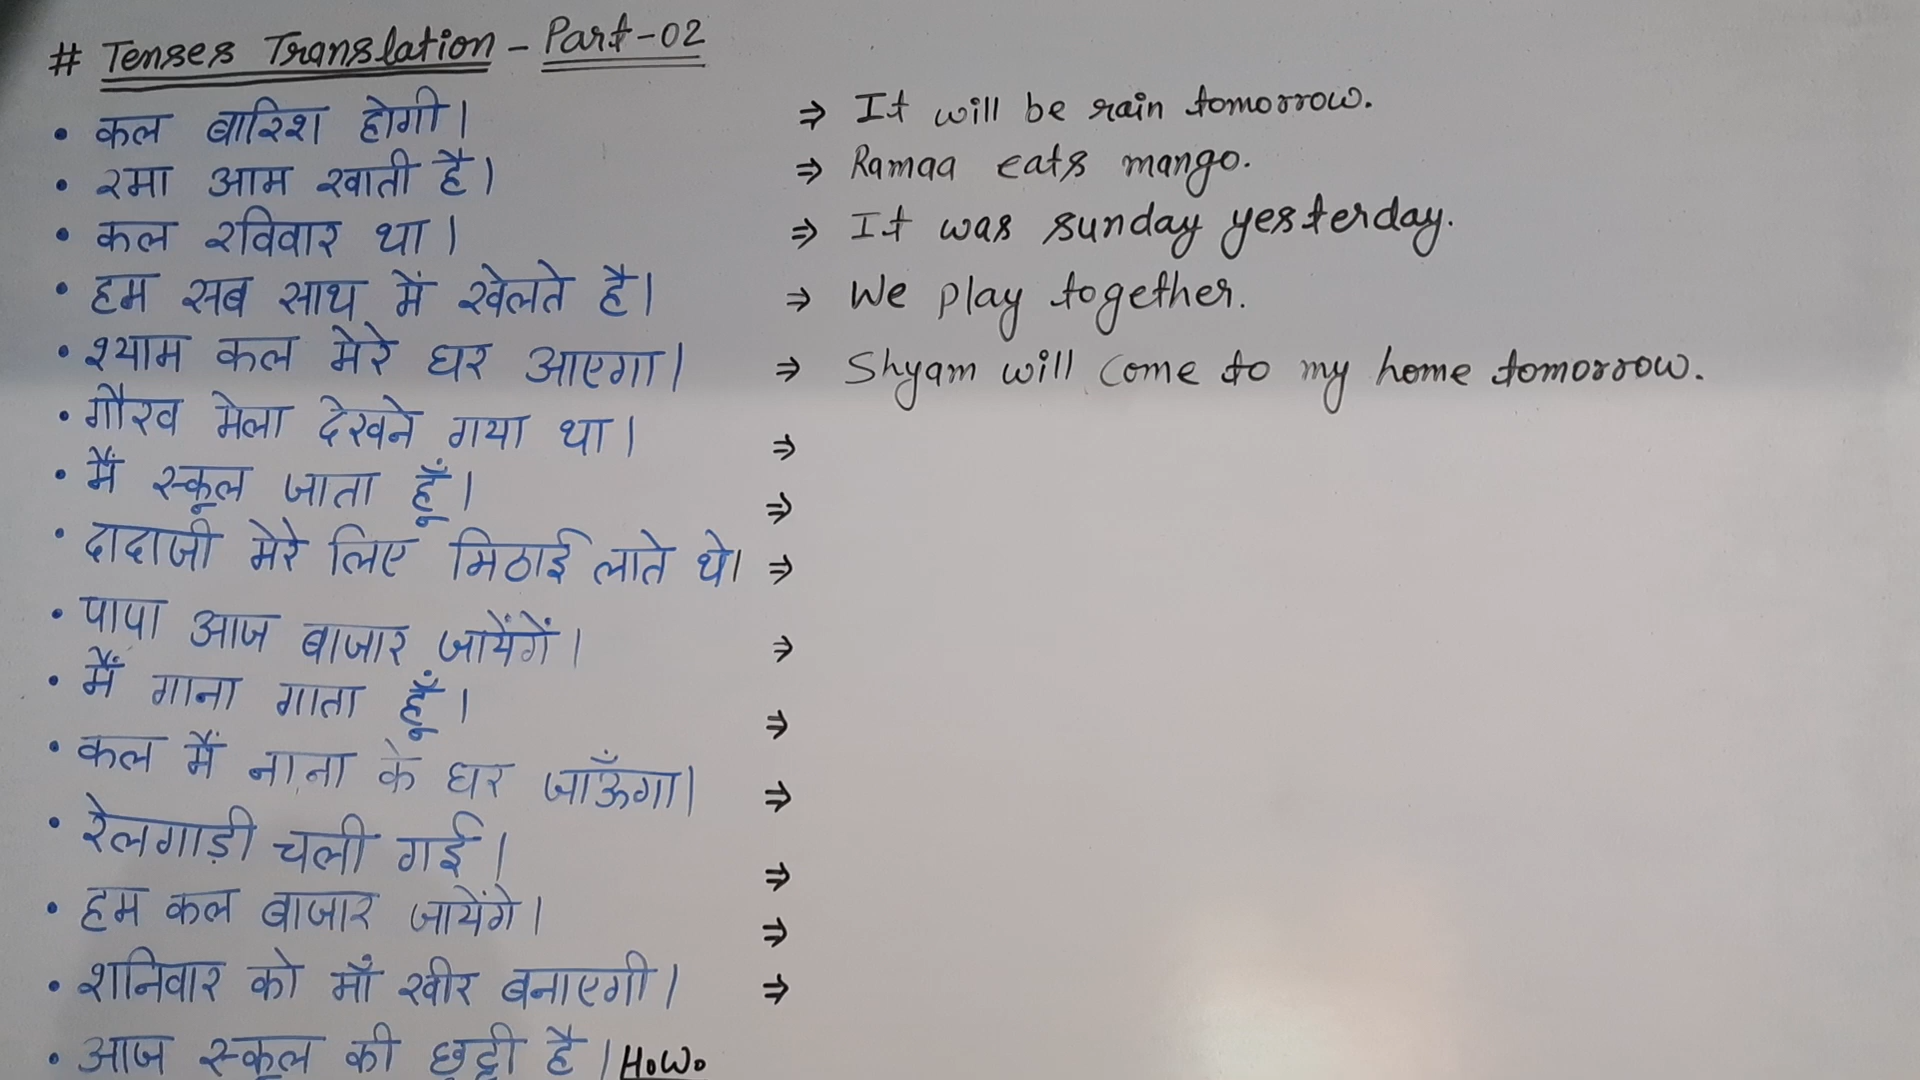 # Tenses Translation - Part-02
• कल बारिश होगी। ⇒ It will be rain tomorrow.
• रमा आम खाती है। ⇒ Ramaa eats mango.
• कल रविवार था। ⇒ It was sunday yesterday.
• हम सब साथ में खेलते है। ⇒ We play together.
• श्याम कल मेरे घर आएगा। ⇒ Shyam will come to my home tomorrow.
• गौरव मेला देखने गया था। ⇒
• मैं स्कूल जाता हूँ। ⇒
• दादाजी मेरे लिए मिठाई लाते थे। ⇒
• पापा आज बाजार जायेंगें। ⇒
• मैं गाना गाता हूँ। ⇒
• कल मैं नाना के घर जाऊँगा। ⇒
• रेलगाड़ी चली गई। ⇒
• हम कल बाजार जायेंगे। ⇒
• शनिवार को माँ खीर बनाएगी। ⇒
• आज स्कूल की छुट्टी है। H.W.